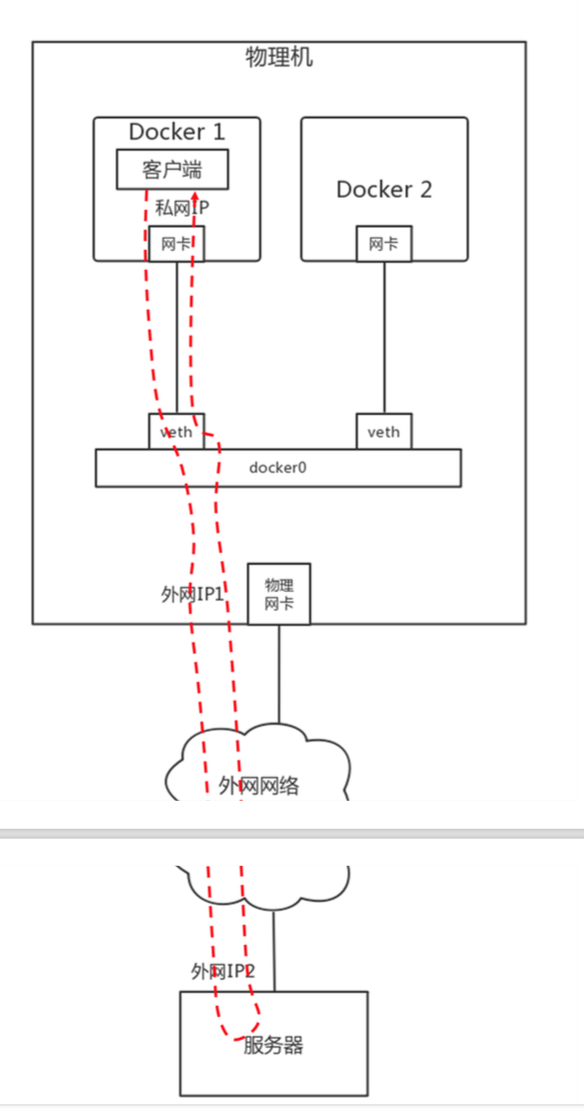 物理机
Docker 1
客户端
私网IP
网卡
Docker 2
网卡
veth
veth
docker0
外网IP1
物理
网卡
外网网络
外网IP2
服务器